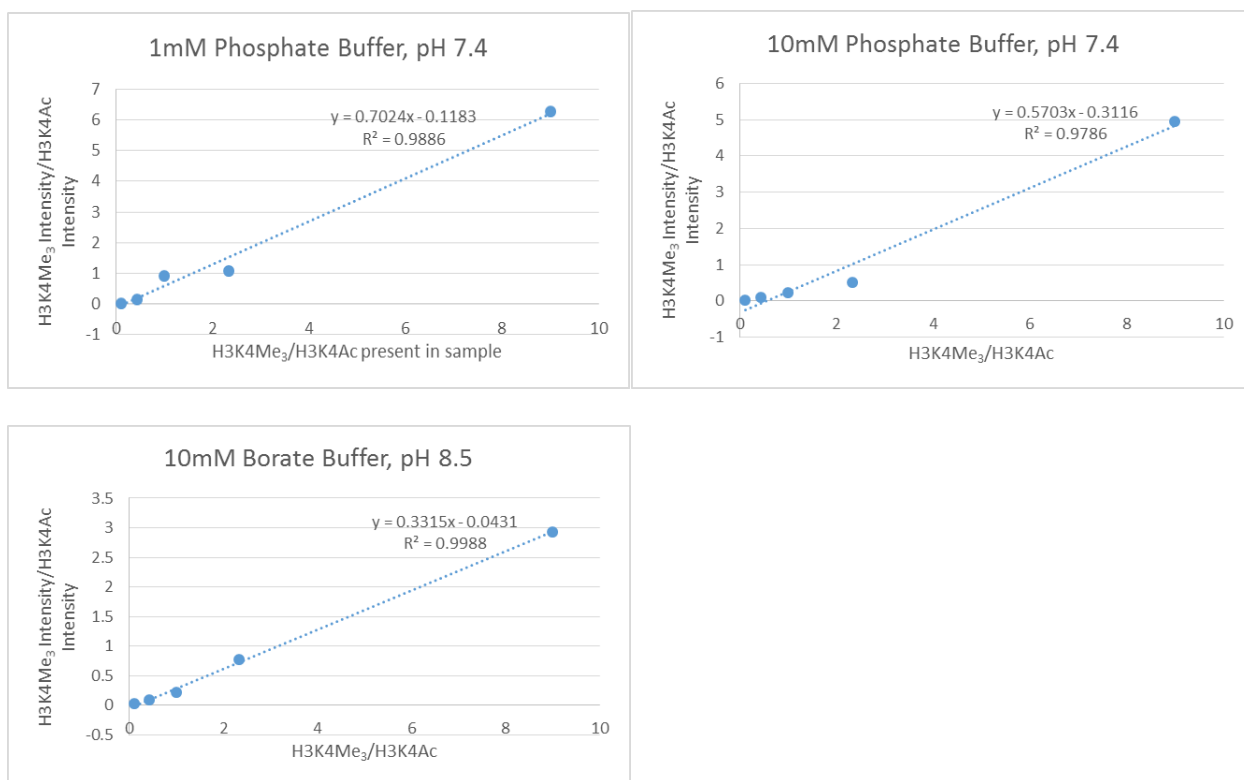 1mM Phosphate Buffer, pH 7.4
H3K4Me₃ Intensity/H3K4Ac
Intensity
7
6
5
4
3
2
1
0
-1
y = 0.7024x - 0.1183
R² = 0.9886
0 2 4 6 8 10
H3K4Me₃/H3K4Ac present in sample
10mM Phosphate Buffer, pH 7.4
H3K4Me₃ Intensity/H3K4Ac
Intensity
6
5
4
3
2
1
0
-1
y = 0.5703x - 0.3116
R² = 0.9786
0 2 4 6 8 10
H3K4Me₃/H3K4Ac
10mM Borate Buffer, pH 8.5
H3K4Me₃ Intensity/H3K4Ac
Intensity
3.5
3
2.5
2
1.5
1
0.5
0
-0.5
y = 0.3315x - 0.0431
R² = 0.9988
0 2 4 6 8 10
H3K4Me₃/H3K4Ac